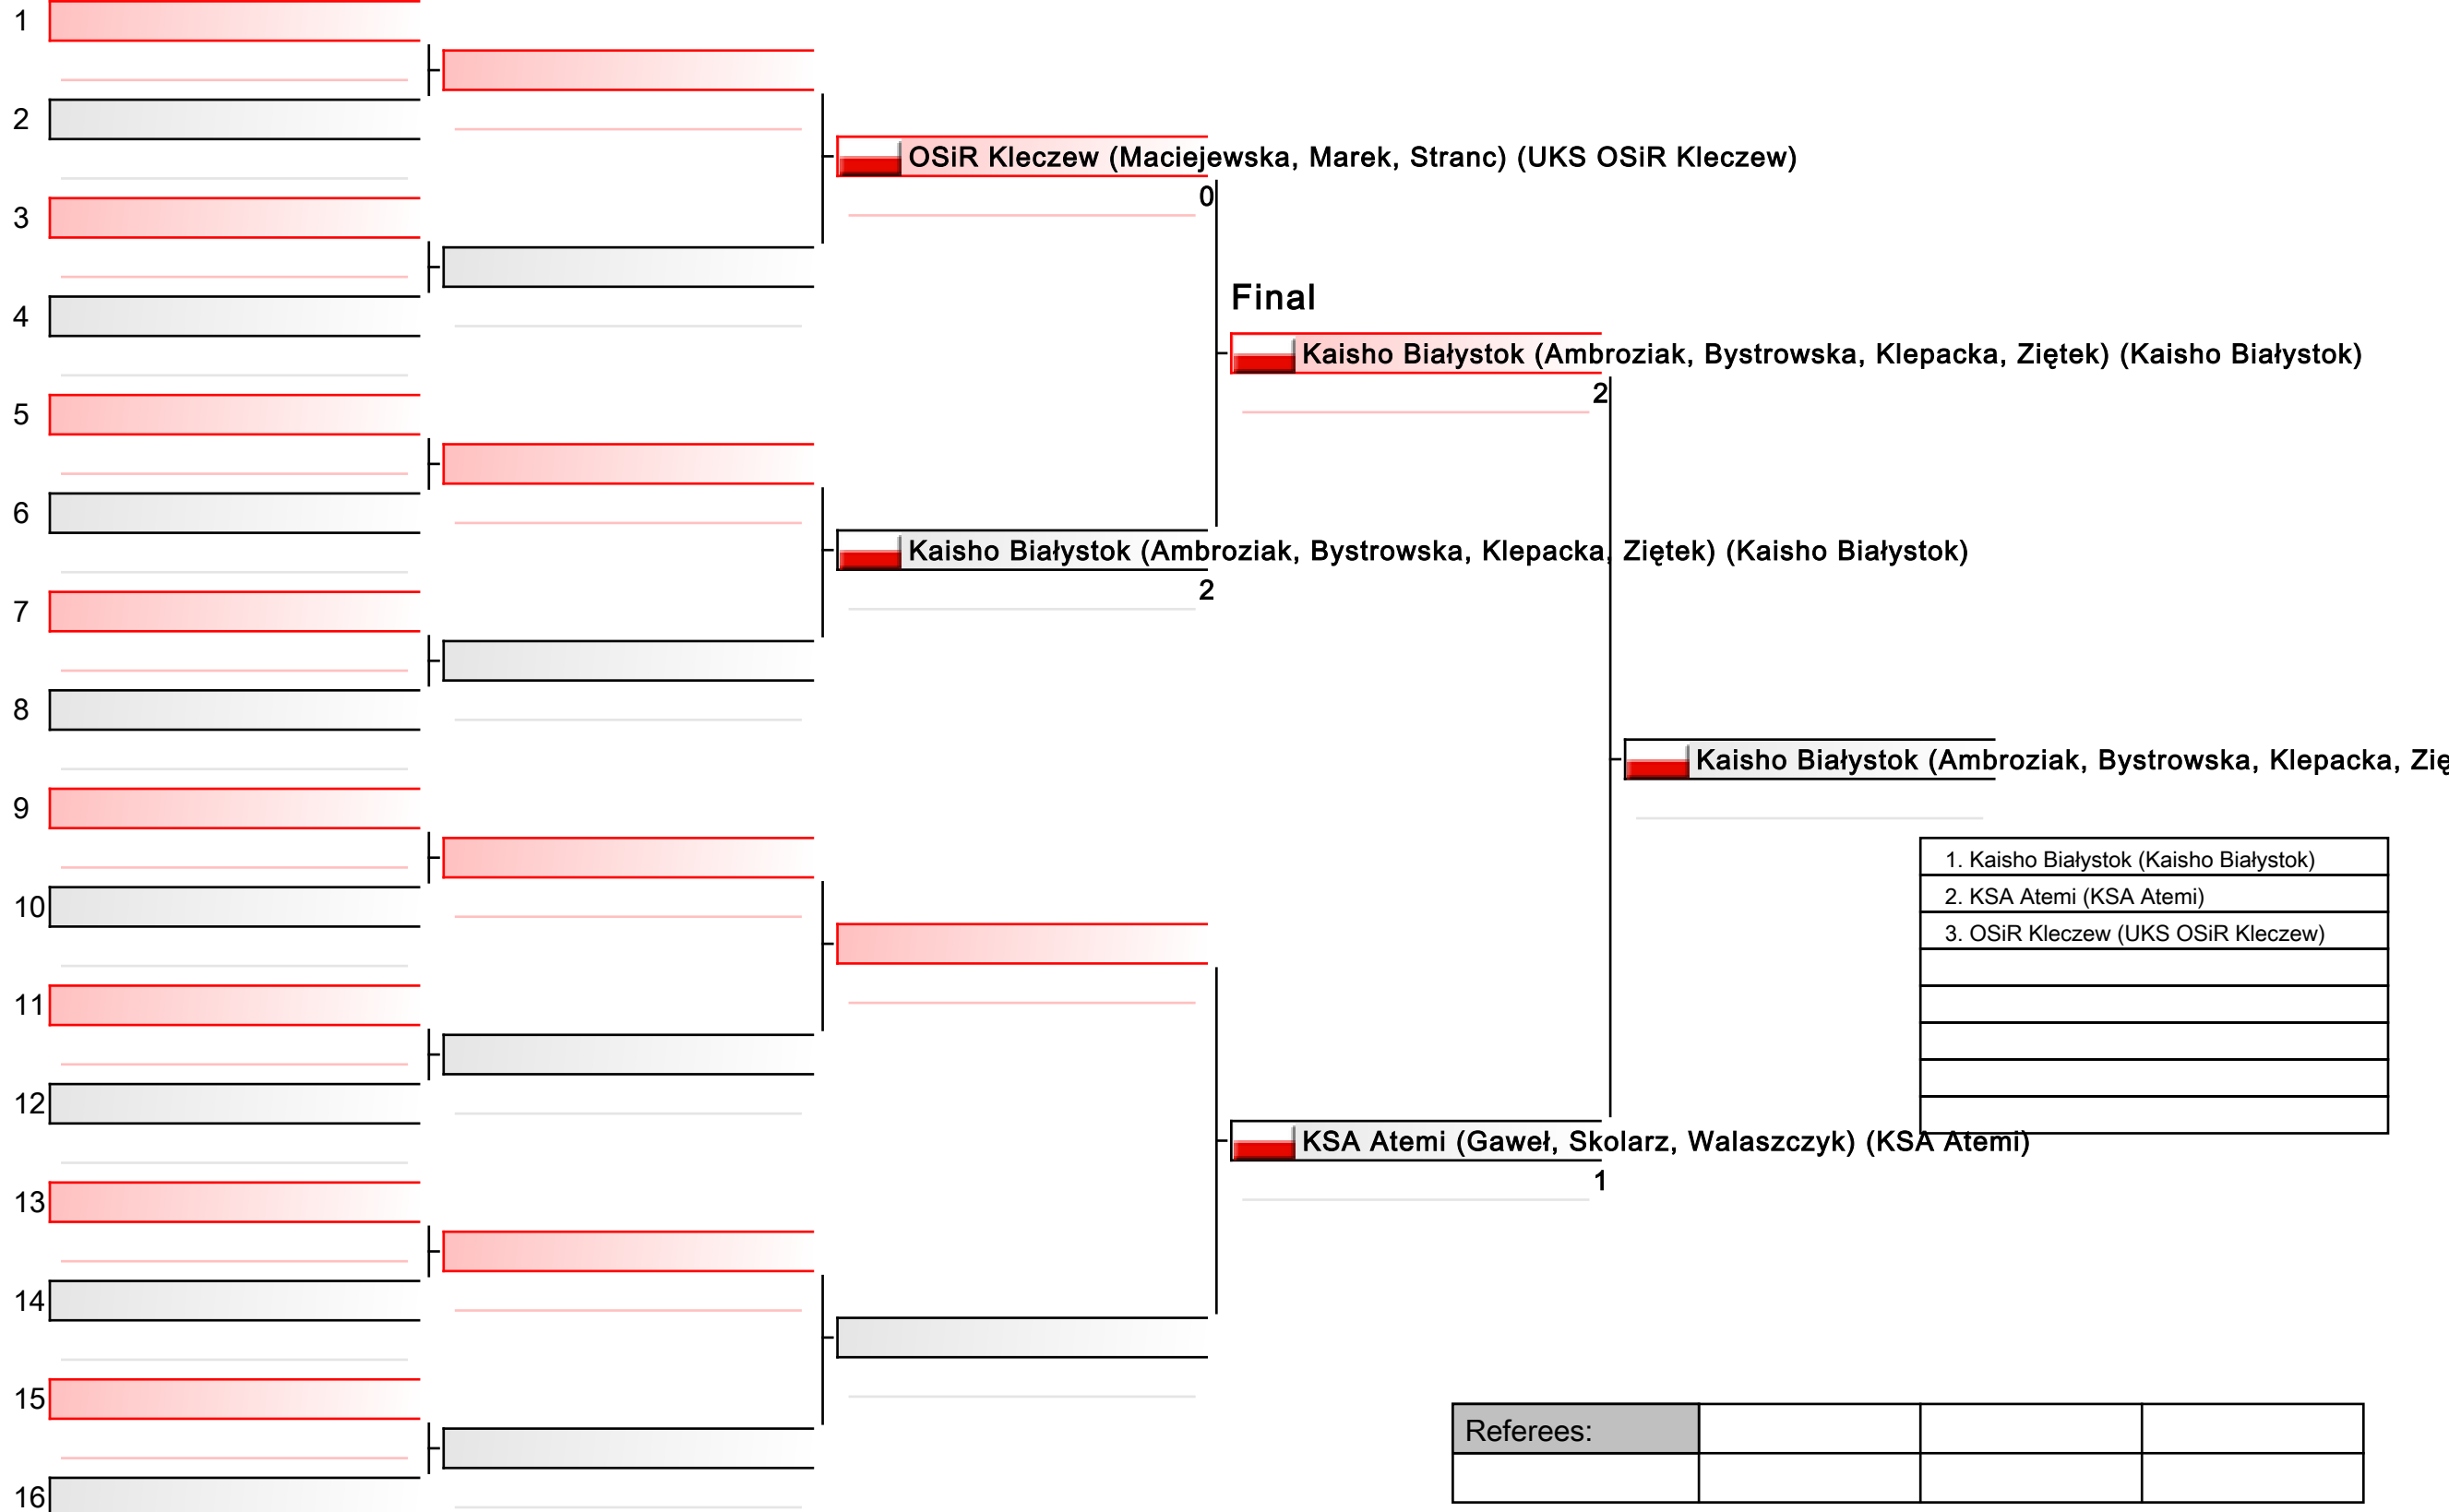 1
2
OSiR Kleczew (Maciejewska, Marek, Stranc) (UKS OSiR Kleczew)
0
3
Final
4
Kaisho Białystok (Ambroziak, Bystrowska, Klepacka, Ziętek) (Kaisho Białystok)
2
5
6
Kaisho Białystok (Ambroziak, Bystrowska, Klepacka, Ziętek) (Kaisho Białystok)
2
7
8
Kaisho Białystok (Ambroziak, Bystrowska, Klepacka, Zię
9
1. Kaisho Białystok (Kaisho Białystok)
2. KSA Atemi (KSA Atemi)
3. OSiR Kleczew (UKS OSiR Kleczew)
10
11
12
KSA Atemi (Gaweł, Skolarz, Walaszczyk) (KSA Atemi)
1
13
14
15
Referees:
16